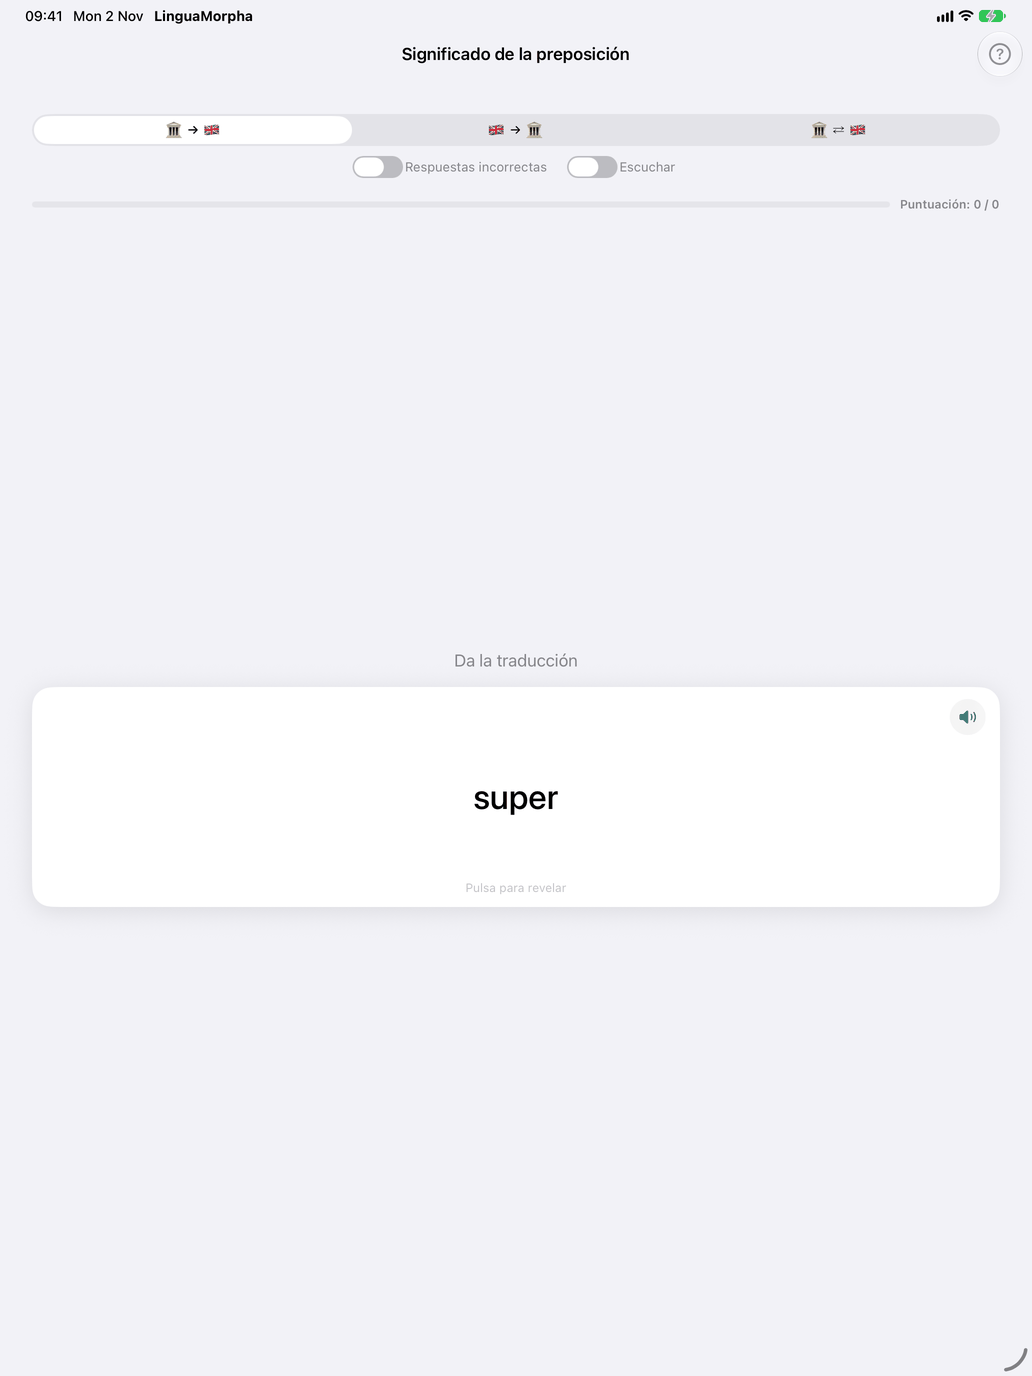 09:41 Mon 2 Nov LinguaMorpha
Significado de la preposición
🏛️ → 🇬🇧
🇬🇧 → 🏛️
🏛️ ⇄ 🇬🇧
Respuestas incorrectas
Escuchar
Puntuación: 0 / 0
Da la traducción
super
Pulsa para revelar